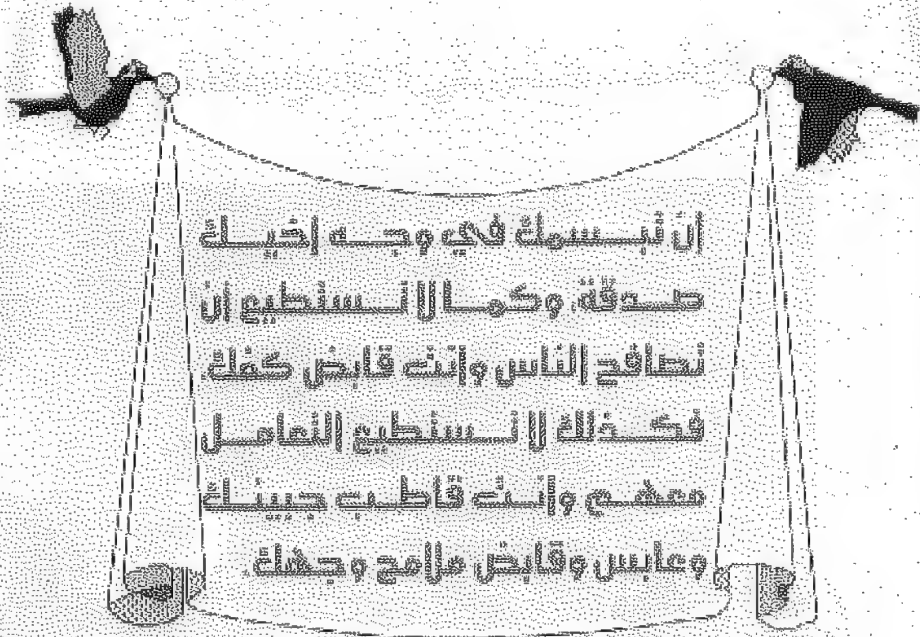 إن تبسمك في وجه إخيك
صدقة، وكما لا تستطيع أن
تصافح الناس وأنت قابض كفك،
فكذلك لا تستطيع التعامل
معهم وأنت قاطب جبينك
وعابس وقابض ملامح وجهك.